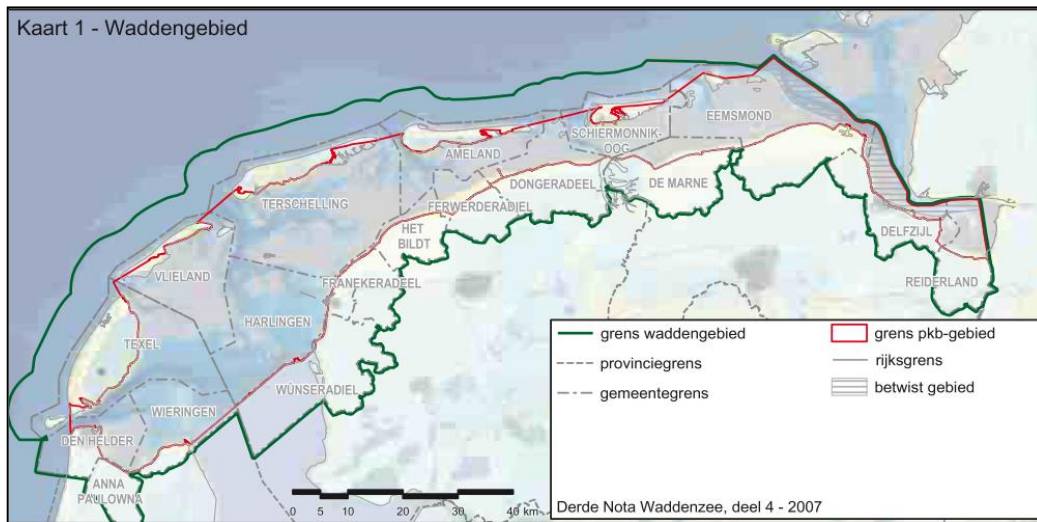 Kaart 1 - Waddengebied
EEMSMOND
SCHIERMONNIK-
OOG
AMELAND
DONGERADEEL
DE MARNE
TERSCHELLING
FERWERDERADIEL
HET
BILDT
DELFZIJL
VLIELAND
FRANEKERADEEL
REIDERLAND
HARLINGEN
TEXEL
WÛNSERADIEL
WIERINGEN
DEN HELDER
ANNA
PAULOWNA
grens waddengebied
provinciegrens
gemeentegrens
grens pkb-gebied
rijksgrens
betwist gebied
0 5 10 20 30 40 km
Derde Nota Waddenzee, deel 4 - 2007